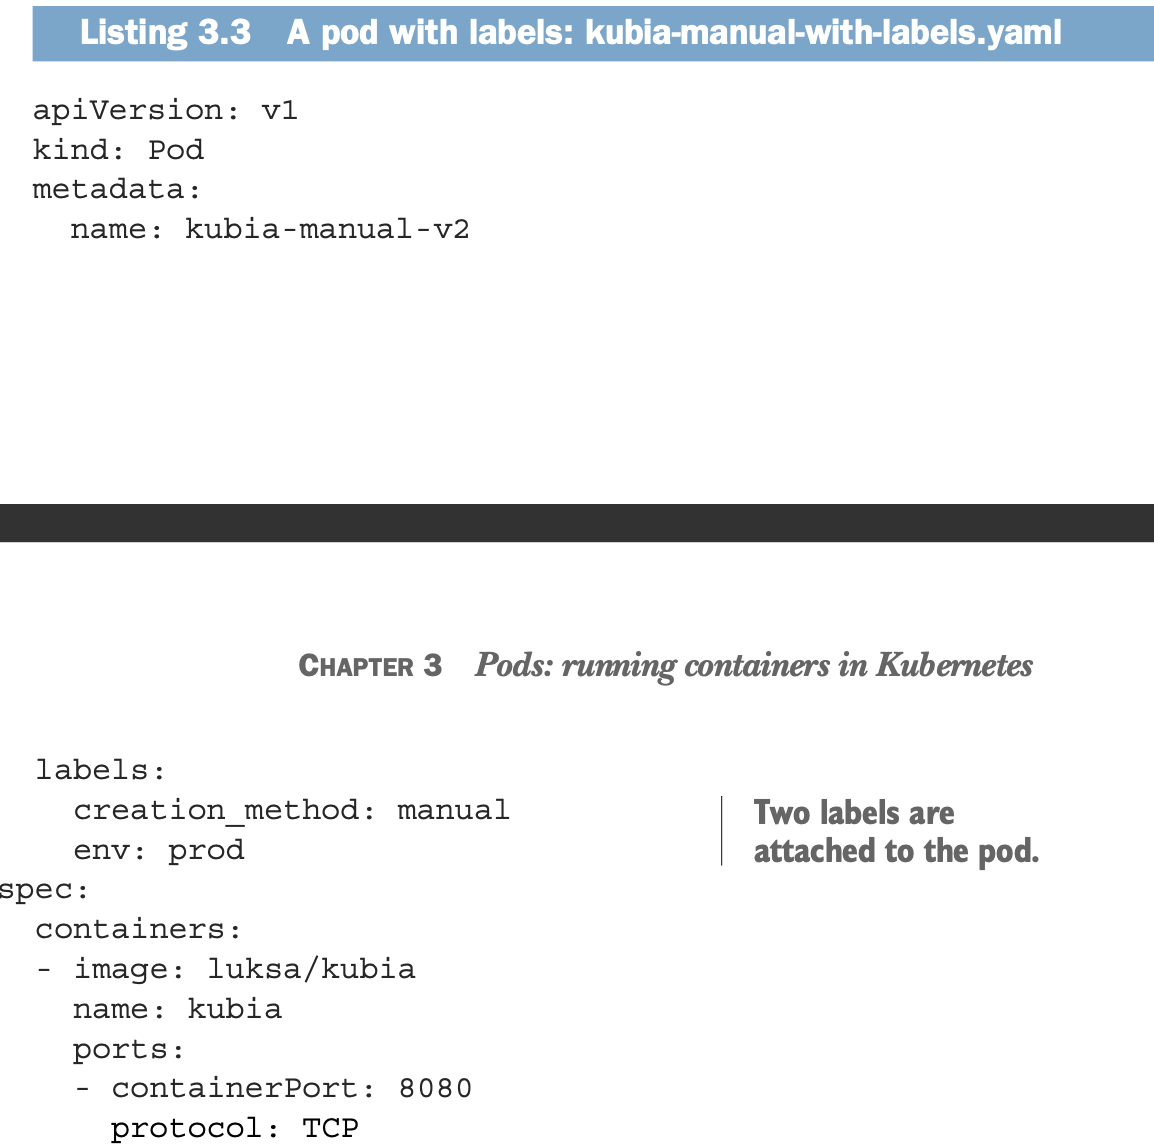 Listing 3.3 A pod with labels: kubia-manual-with-labels.yaml
apiVersion: v1
kind: Pod
metadata:
  name: kubia-manual-v2
CHAPTER 3 Pods: running containers in Kubernetes
  labels:
    creation_method: manual
    env: prod
Two labels are
attached to the pod.
spec:
  containers:
  - image: luksa/kubia
    name: kubia
    ports:
    - containerPort: 8080
      protocol: TCP